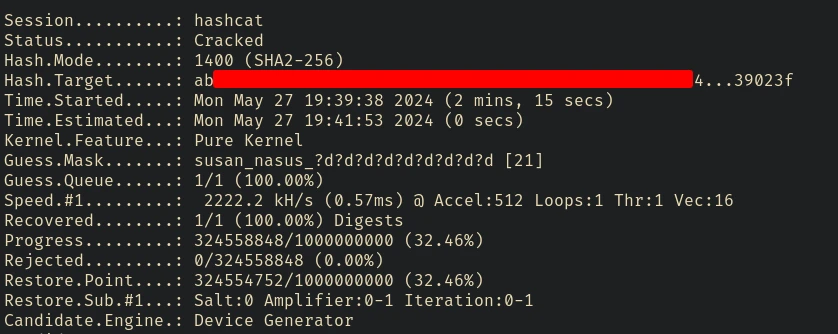 Session..........: hashcat
Status...........: Cracked
Hash.Mode........: 1400 (SHA2-256)
Hash.Target......: ab 4...39023f
Time.Started.....: Mon May 27 19:39:38 2024 (2 mins, 15 secs)
Time.Estimated...: Mon May 27 19:41:53 2024 (0 secs)
Kernel.Feature...: Pure Kernel
Guess.Mask.......: susan_nasus_?d?d?d?d?d?d?d?d?d [21]
Guess.Queue......: 1/1 (100.00%)
Speed.#1.........:  2222.2 kH/s (0.57ms) @ Accel:512 Loops:1 Thr:1 Vec:16
Recovered........: 1/1 (100.00%) Digests
Progress.........: 324558848/1000000000 (32.46%)
Rejected.........: 0/324558848 (0.00%)
Restore.Point....: 324554752/1000000000 (32.46%)
Restore.Sub.#1...: Salt:0 Amplifier:0-1 Iteration:0-1
Candidate.Engine.: Device Generator